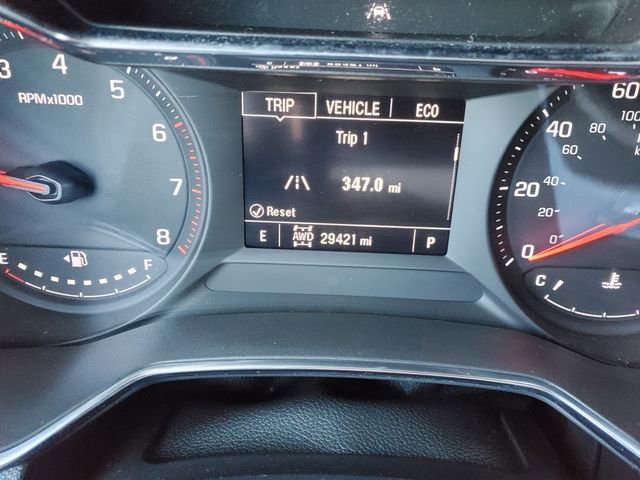 3 4 5 6 7 8
RPMx1000
E F
TRIP VEHICLE ECO
Trip 1
347.0 mi
Reset
E AWD 29421 mi P
0 20 40 60
0 40 60 80 100
C